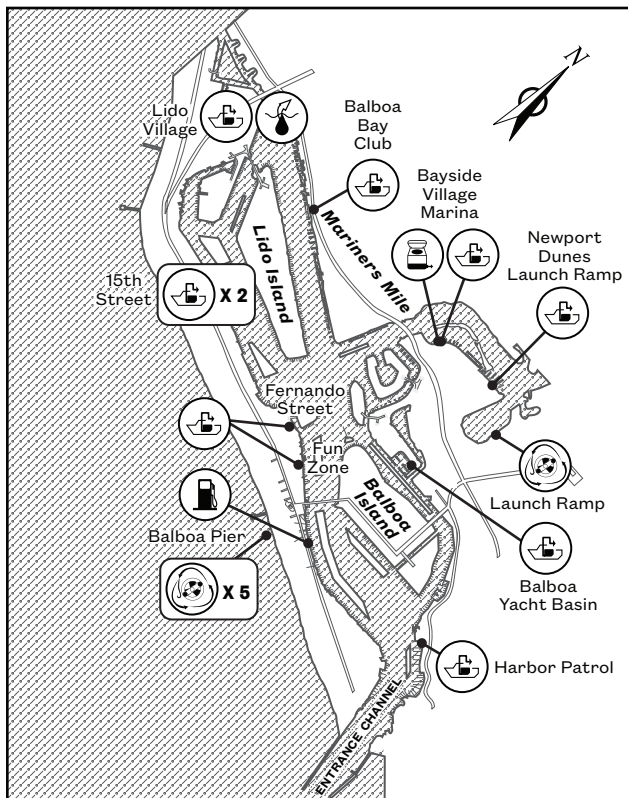 N
Lido
Village
Balboa
Bay
Club
Bayside
Village
Marina
Newport
Dunes
Launch Ramp
Mariners Mile
Lido Island
15th
Street
X 2
Fernando
Street
Fun
Zone
Balboa
Island
Launch Ramp
Balboa Pier
X 5
Balboa
Yacht Basin
Harbor Patrol
ENTRANCE CHANNEL